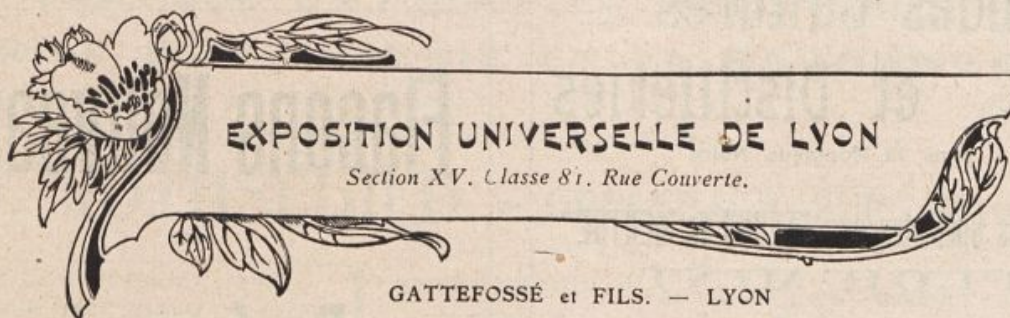 EXPOSITION UNIVERSELLE DE LYON
Section XV. Classe 81. Rue Couverte.
GATTEFOSSÉ et FILS. — LYON